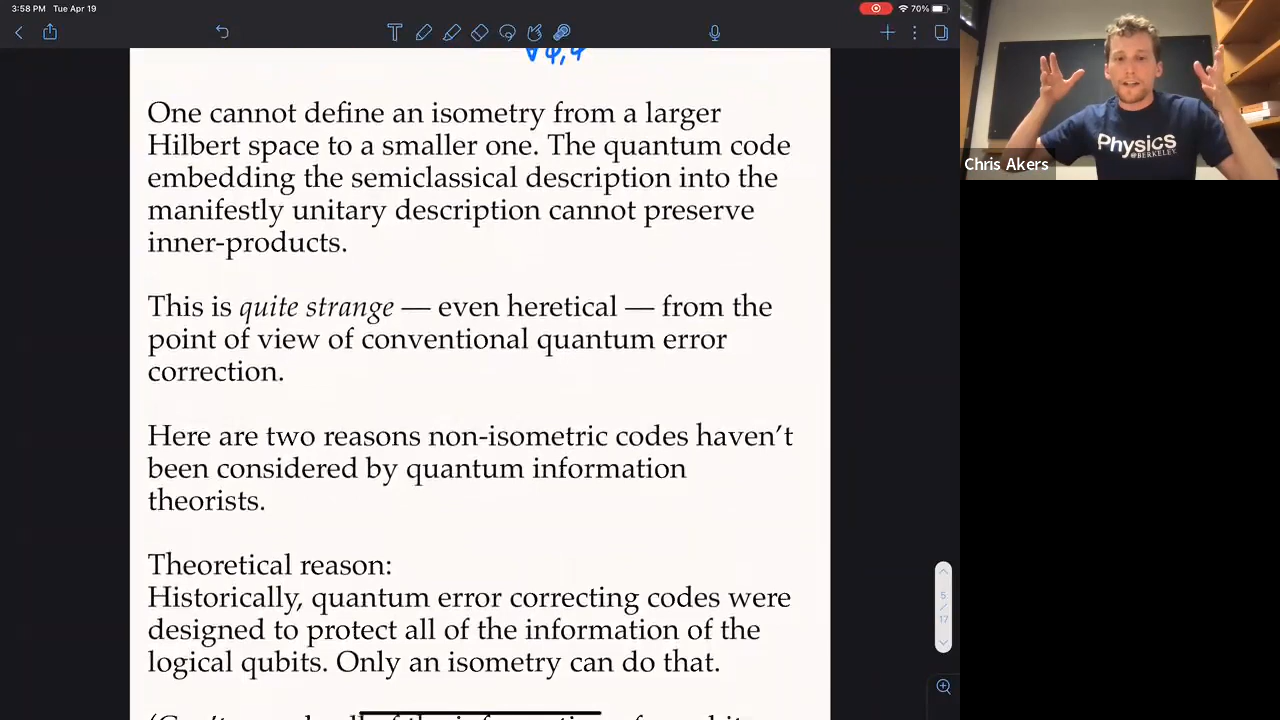 3:58 PM Tue Apr 19
70%
∀
One cannot define an isometry from a larger
Hilbert space to a smaller one. The quantum code
embedding the semiclassical description into the
manifestly unitary description cannot preserve
inner-products.
This is quite strange — even heretical — from the
point of view of conventional quantum error
correction.
Here are two reasons non-isometric codes haven't
been considered by quantum information
theorists.
Theoretical reason:
Historically, quantum error correcting codes were
designed to protect all of the information of the
logical qubits. Only an isometry can do that.
5
/
17
Physics
@BERKELEY
Chris Akers